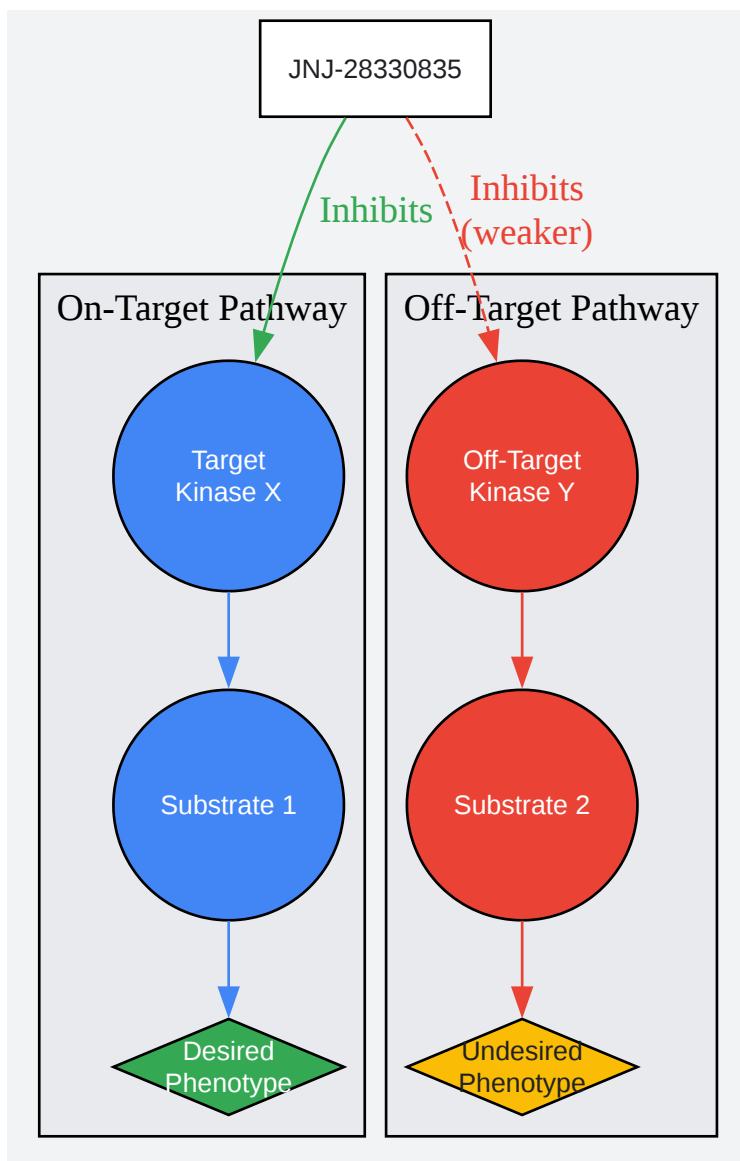 JNJ-28330835
Inhibits
Inhibits
(weaker)
On-Target Pathway
Off-Target Pathway
Target
Kinase X
Off-Target
Kinase Y
Substrate 1
Substrate 2
Desired
Phenotype
Undesired
Phenotype